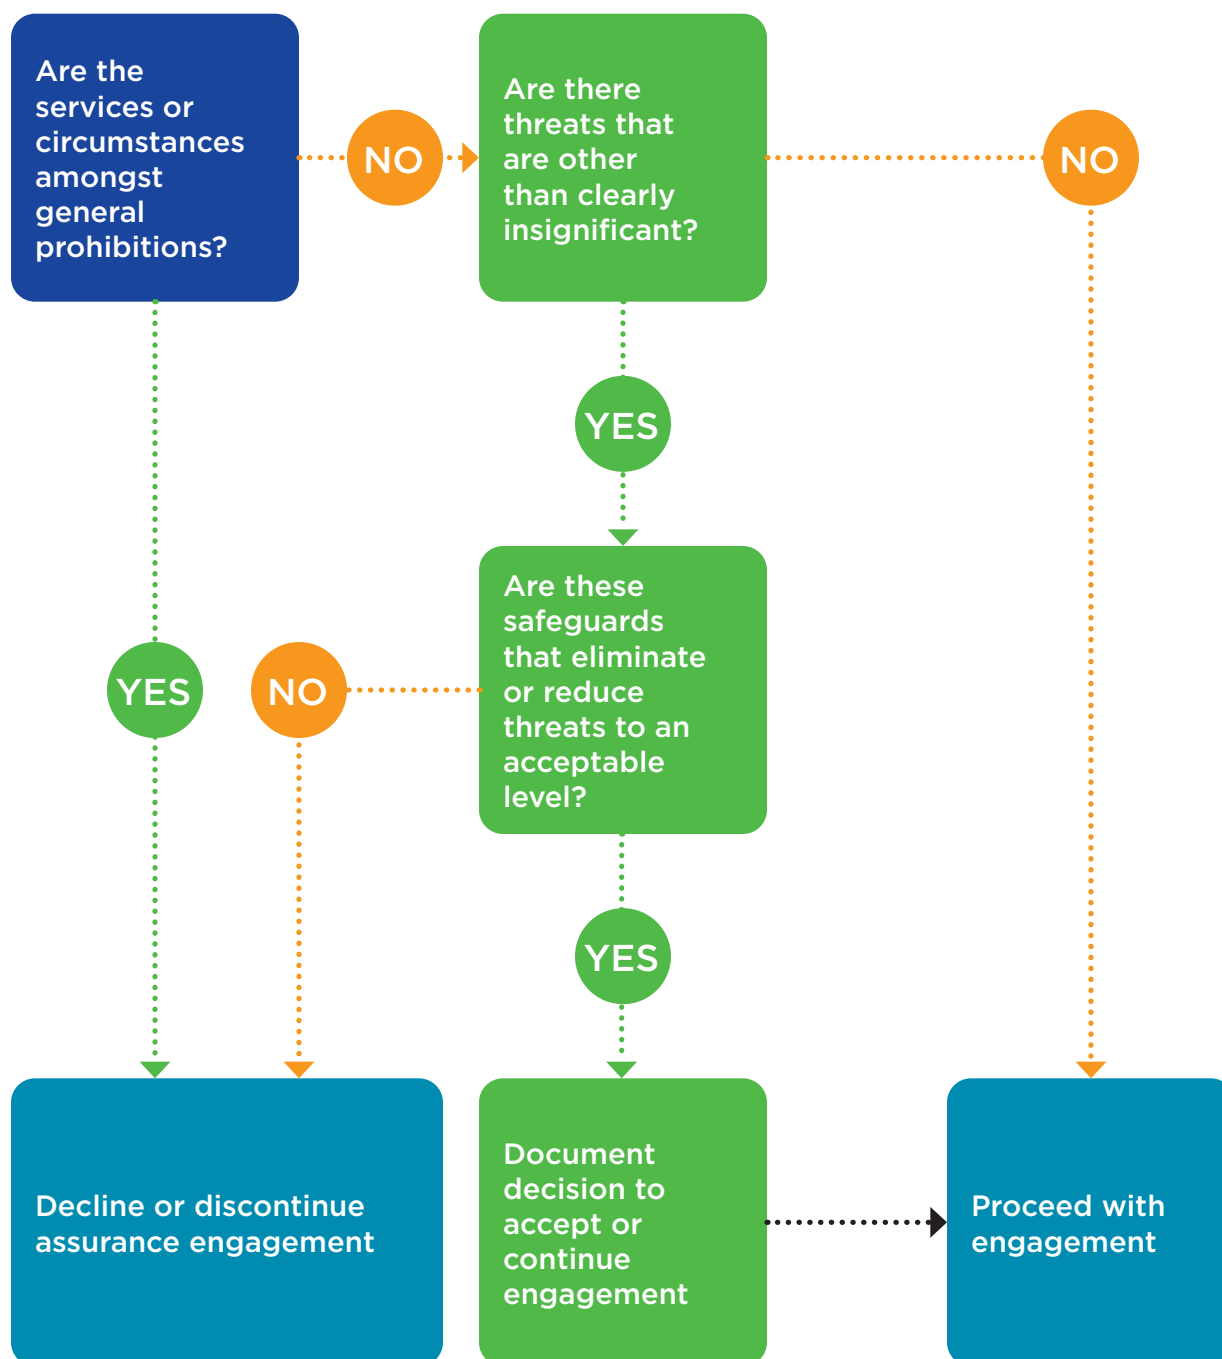 Are the
services or
circumstances
amongst
general
prohibitions?
NO
Are there
threats that
are other
than clearly
insignificant?
NO
YES
Are these
safeguards
that eliminate
or reduce
threats to an
acceptable
level?
YES
NO
YES
Decline or discontinue
assurance engagement
Document
decision to
accept or
continue
engagement
Proceed with
engagement